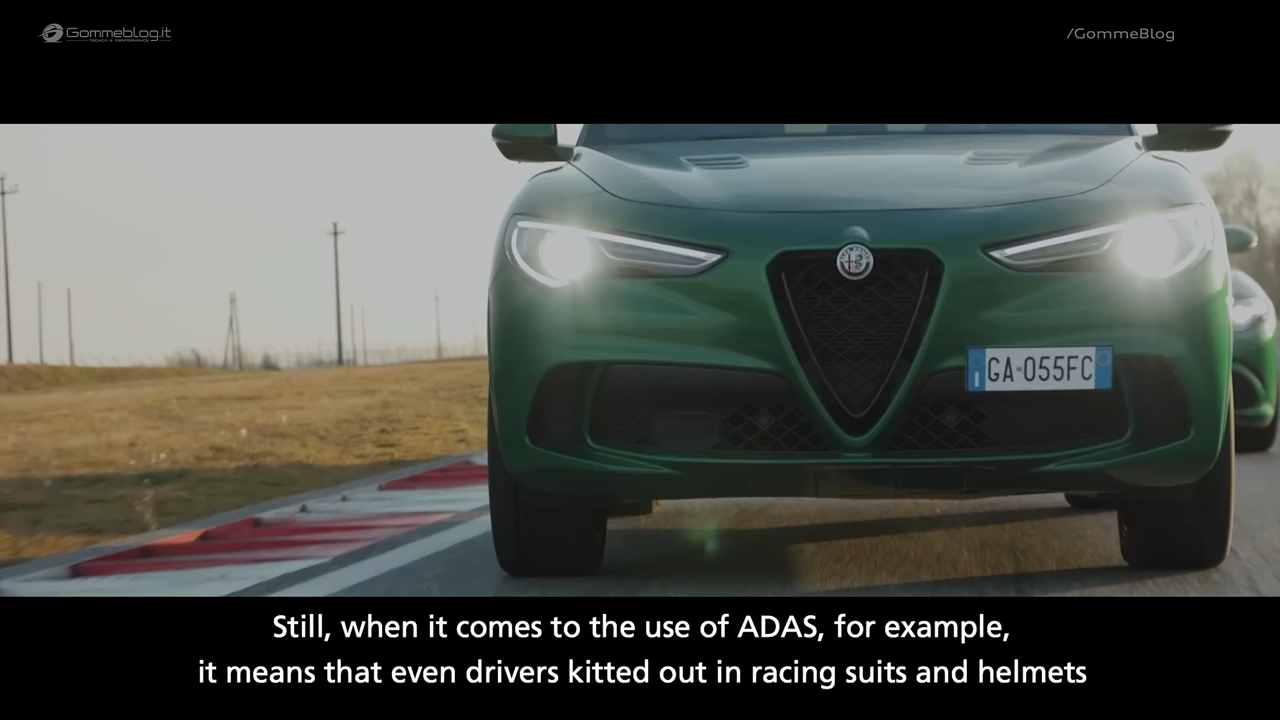 Gommeblog.it
/GommeBlog
GA 055FC
Still, when it comes to the use of ADAS, for example,
it means that even drivers kitted out in racing suits and helmets